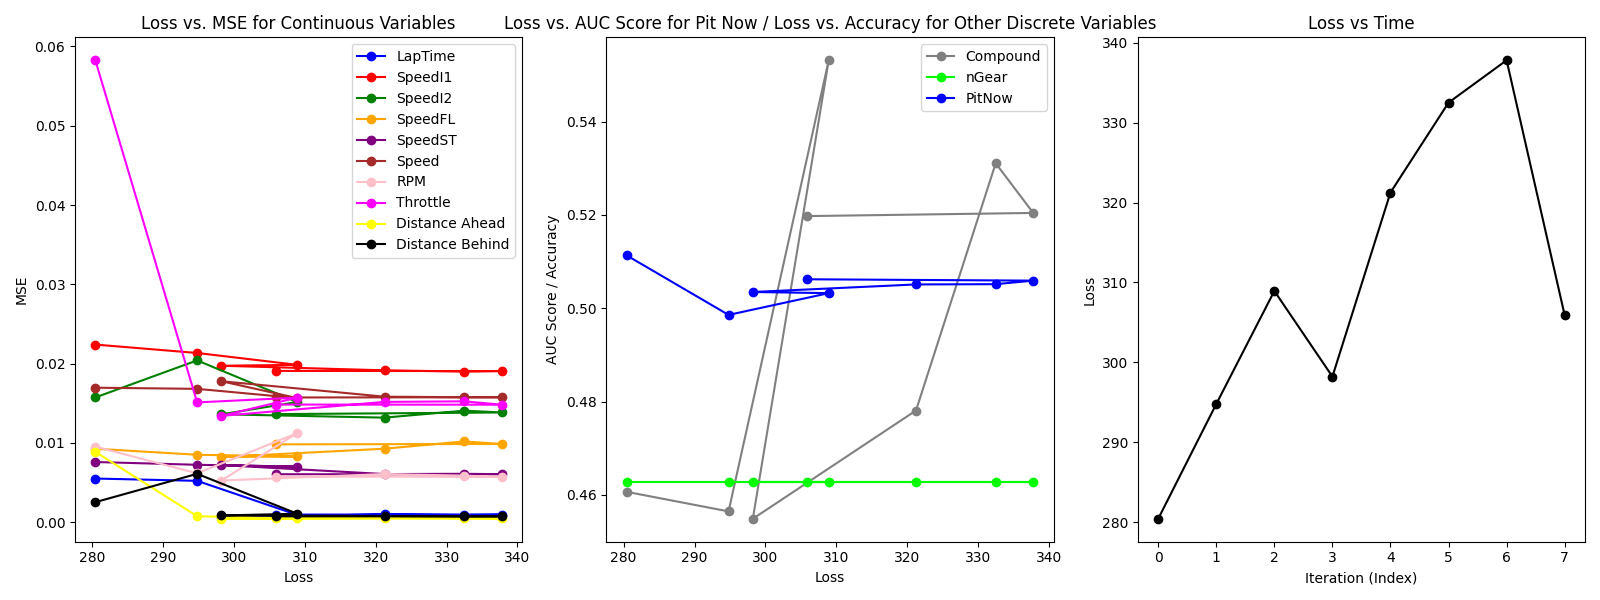 Loss vs. MSE for Continuous Variables
MSE
0.06
0.05
0.04
0.03
0.02
0.01
0.00
LapTime
SpeedI1
SpeedI2
SpeedFL
SpeedST
Speed
RPM
Throttle
Distance Ahead
Distance Behind
280 290 300 310 320 330 340
Loss
Loss vs. AUC Score for Pit Now / Loss vs. Accuracy for Other Discrete Variables
AUC Score / Accuracy
0.54
0.52
0.50
0.48
0.46
Compound
nGear
PitNow
280 290 300 310 320 330 340
Loss
Loss vs Time
Loss
340
330
320
310
300
290
280
0 1 2 3 4 5 6 7
Iteration (Index)